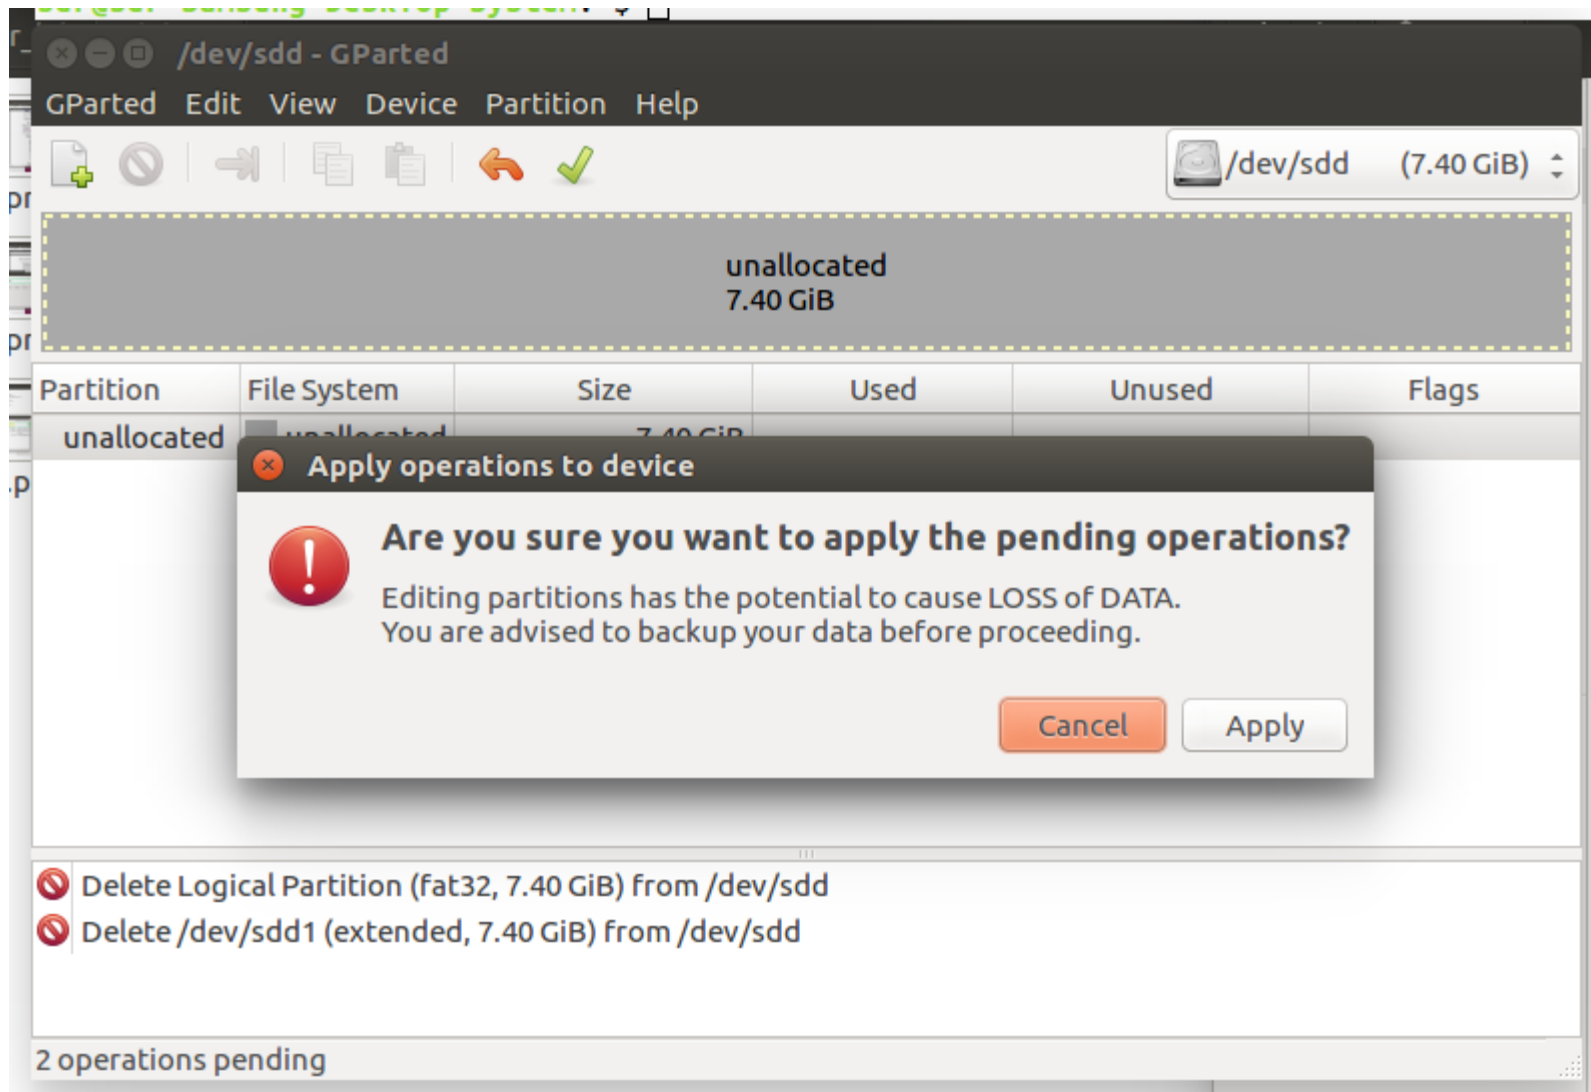 /dev/sdd - GParted
GParted Edit View Device Partition Help
/dev/sdd (7.40 GiB)
unallocated
7.40 GiB
Partition File System Size Used Unused Flags
unallocated unallocated 7.40 GiB
Apply operations to device
Are you sure you want to apply the pending operations?
Editing partitions has the potential to cause LOSS of DATA.
You are advised to backup your data before proceeding.
Cancel Apply
Delete Logical Partition (fat32, 7.40 GiB) from /dev/sdd
Delete /dev/sdd1 (extended, 7.40 GiB) from /dev/sdd
2 operations pending